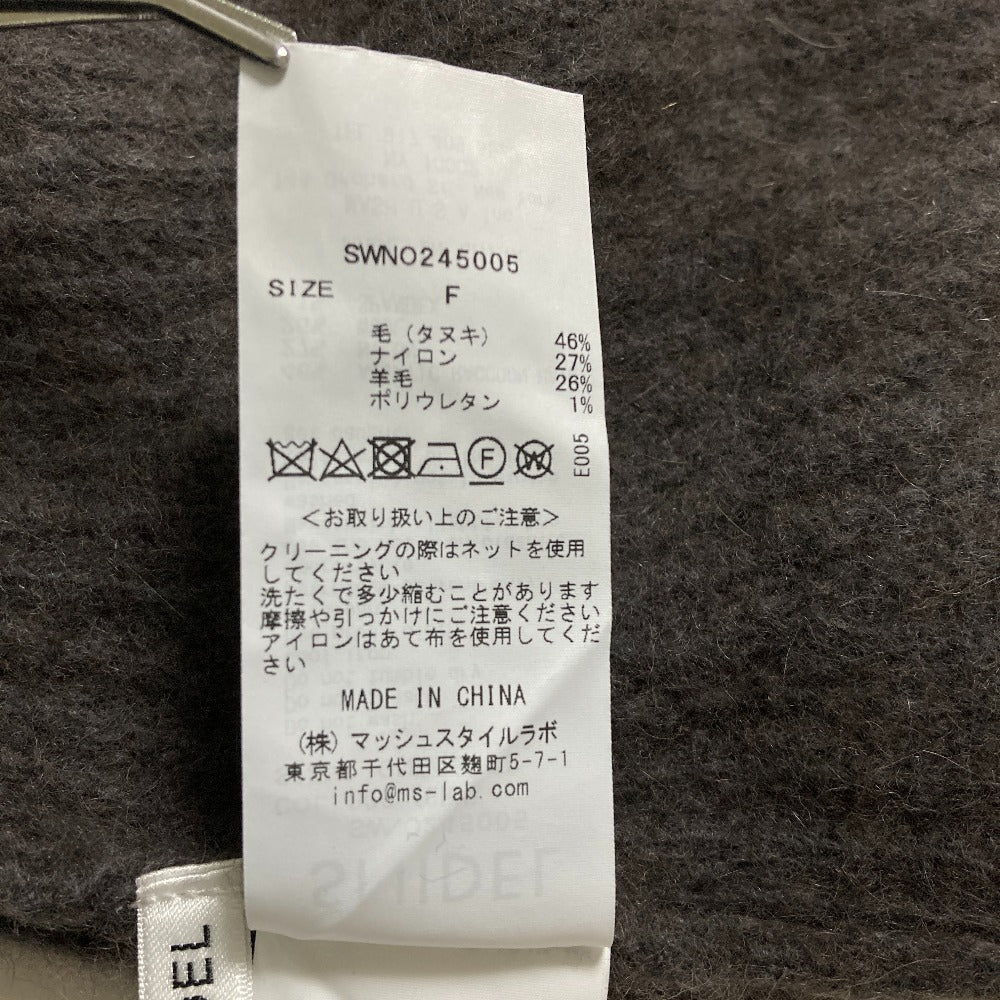 SWNO245005
SIZE F
毛（タヌキ） 46%
ナイロン 27%
羊毛 26%
ポリウレタン 1%
F W E005
＜お取り扱い上のご注意＞
クリーニングの際はネットを使用
してください
洗たくで多少縮むことがあります
摩擦や引っかけにご注意ください
アイロンはあて布を使用してくだ
さい
MADE IN CHINA
（株）マッシュスタイルラボ
東京都千代田区麹町5-7-1
info@ms-lab.com
SWNO245005
SNIDEL
DEL